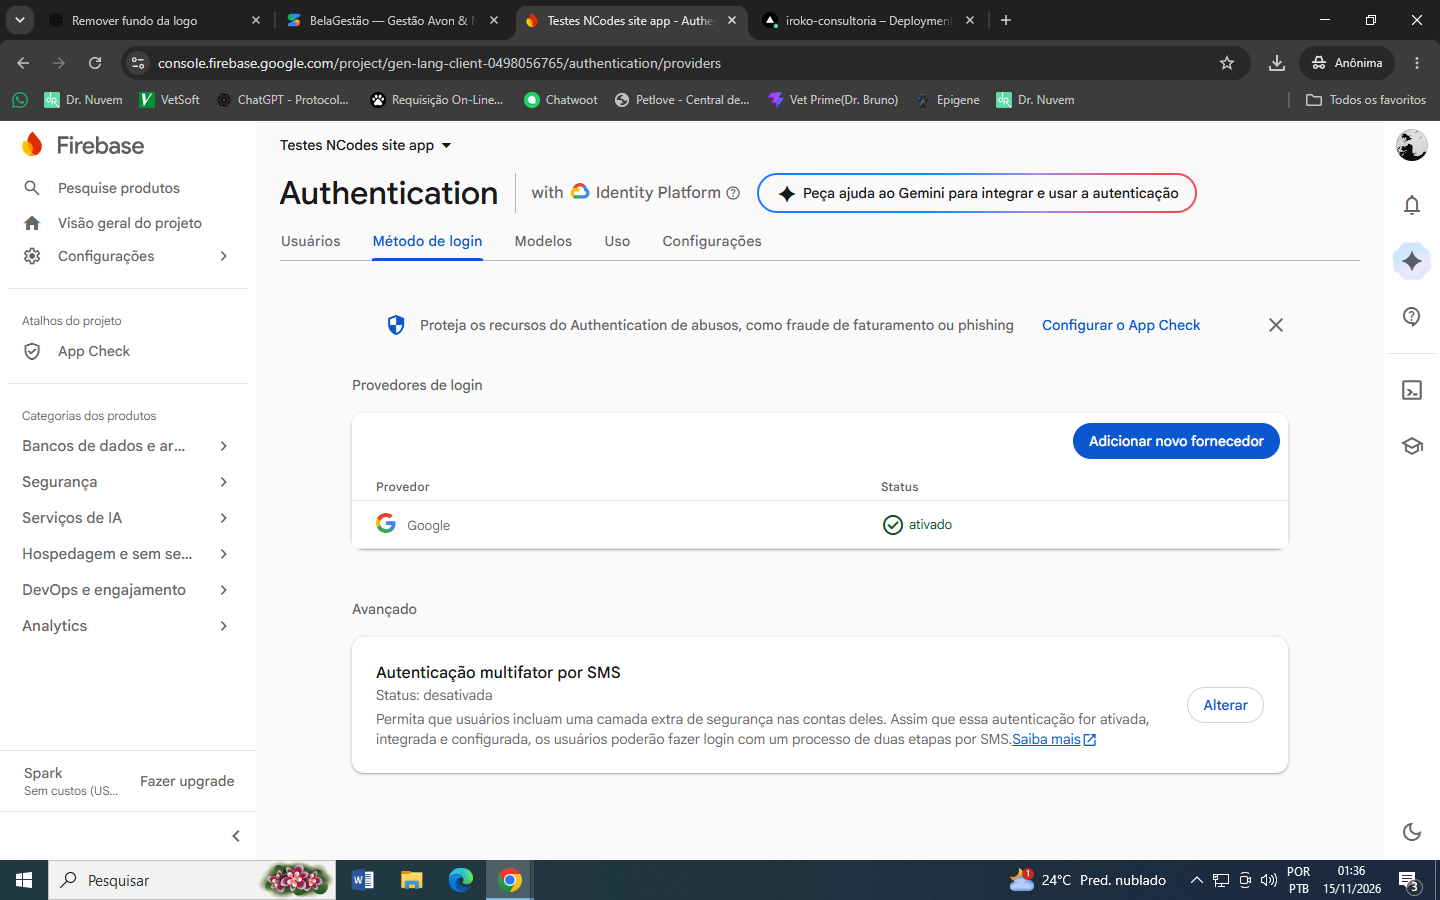 Remover fundo da logo
BelaGestão — Gestão Avon & N
Testes NCodes site app - Authe
iroko-consultoria – Deployment
console.firebase.google.com/project/gen-lang-client-0498056765/authentication/providers
Anônima
Dr. Nuvem
VetSoft
ChatGPT - Protocol...
Requisição On-Line...
Chatwoot
Petlove - Central de...
Vet Prime(Dr. Bruno)
Epigene
Dr. Nuvem
Todos os favoritos
Firebase
Pesquise produtos
Visão geral do projeto
Configurações
Atalhos do projeto
App Check
Categorias dos produtos
Bancos de dados e ar...
Segurança
Serviços de IA
Hospedagem e sem se...
DevOps e engajamento
Analytics
Spark
Sem custos (US...
Fazer upgrade
Testes NCodes site app
Authentication
with Identity Platform
Peça ajuda ao Gemini para integrar e usar a autenticação
Usuários
Método de login
Modelos
Uso
Configurações
Proteja os recursos do Authentication de abusos, como fraude de faturamento ou phishing
Configurar o App Check
Provedores de login
Adicionar novo fornecedor
Provedor
Status
Google
ativado
Avançado
Autenticação multifator por SMS
Status: desativada
Permita que usuários incluam uma camada extra de segurança nas contas deles. Assim que essa autenticação for ativada,
integrada e configurada, os usuários poderão fazer login com um processo de duas etapas por SMS.Saiba mais
Alterar
Pesquisar
1
24°C Pred. nublado
POR
PTB
01:36
15/11/2026
3